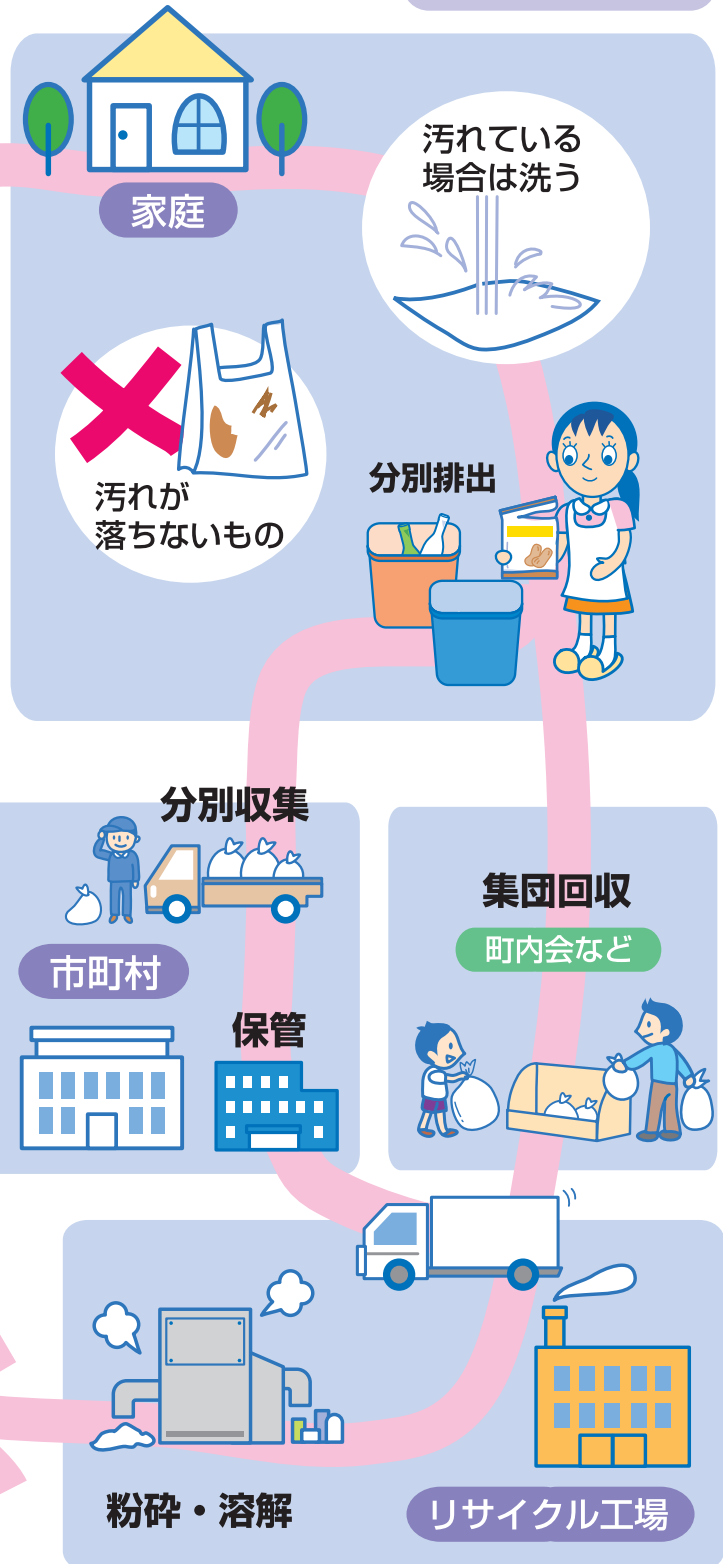 家庭
汚れている
場合は洗う
汚れが
落ちないもの
分別排出
分別収集
市町村
保管
集団回収
町内会など
粉砕・溶解
リサイクル工場